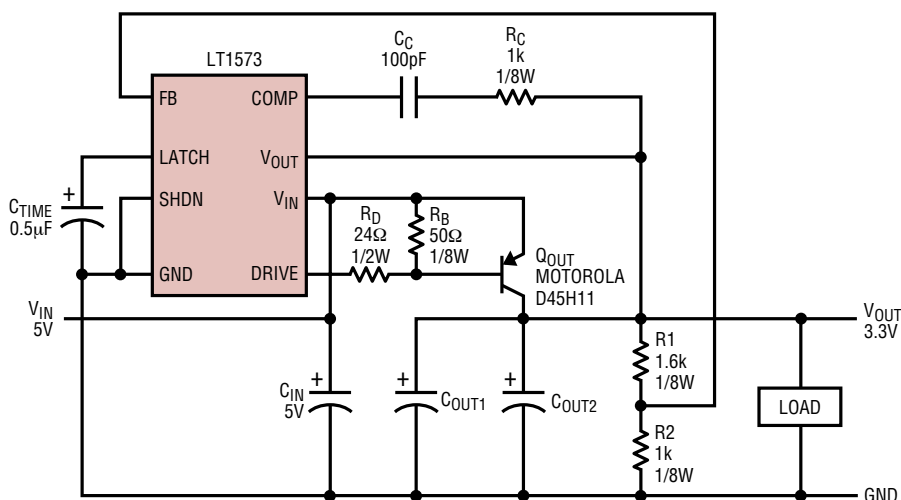 LT1573
FB
COMP
LATCH
VOUT
SHDN
VIN
GND
DRIVE
CC
100pF
RC
1k
1/8W
+
CTIME
0.5µF
RD
24Ω
1/2W
RB
50Ω
1/8W
QOUT
MOTOROLA
D45H11
VIN
5V
VOUT
3.3V
+
CIN
5V
+
COUT1
+
COUT2
R1
1.6k
1/8W
R2
1k
1/8W
LOAD
GND